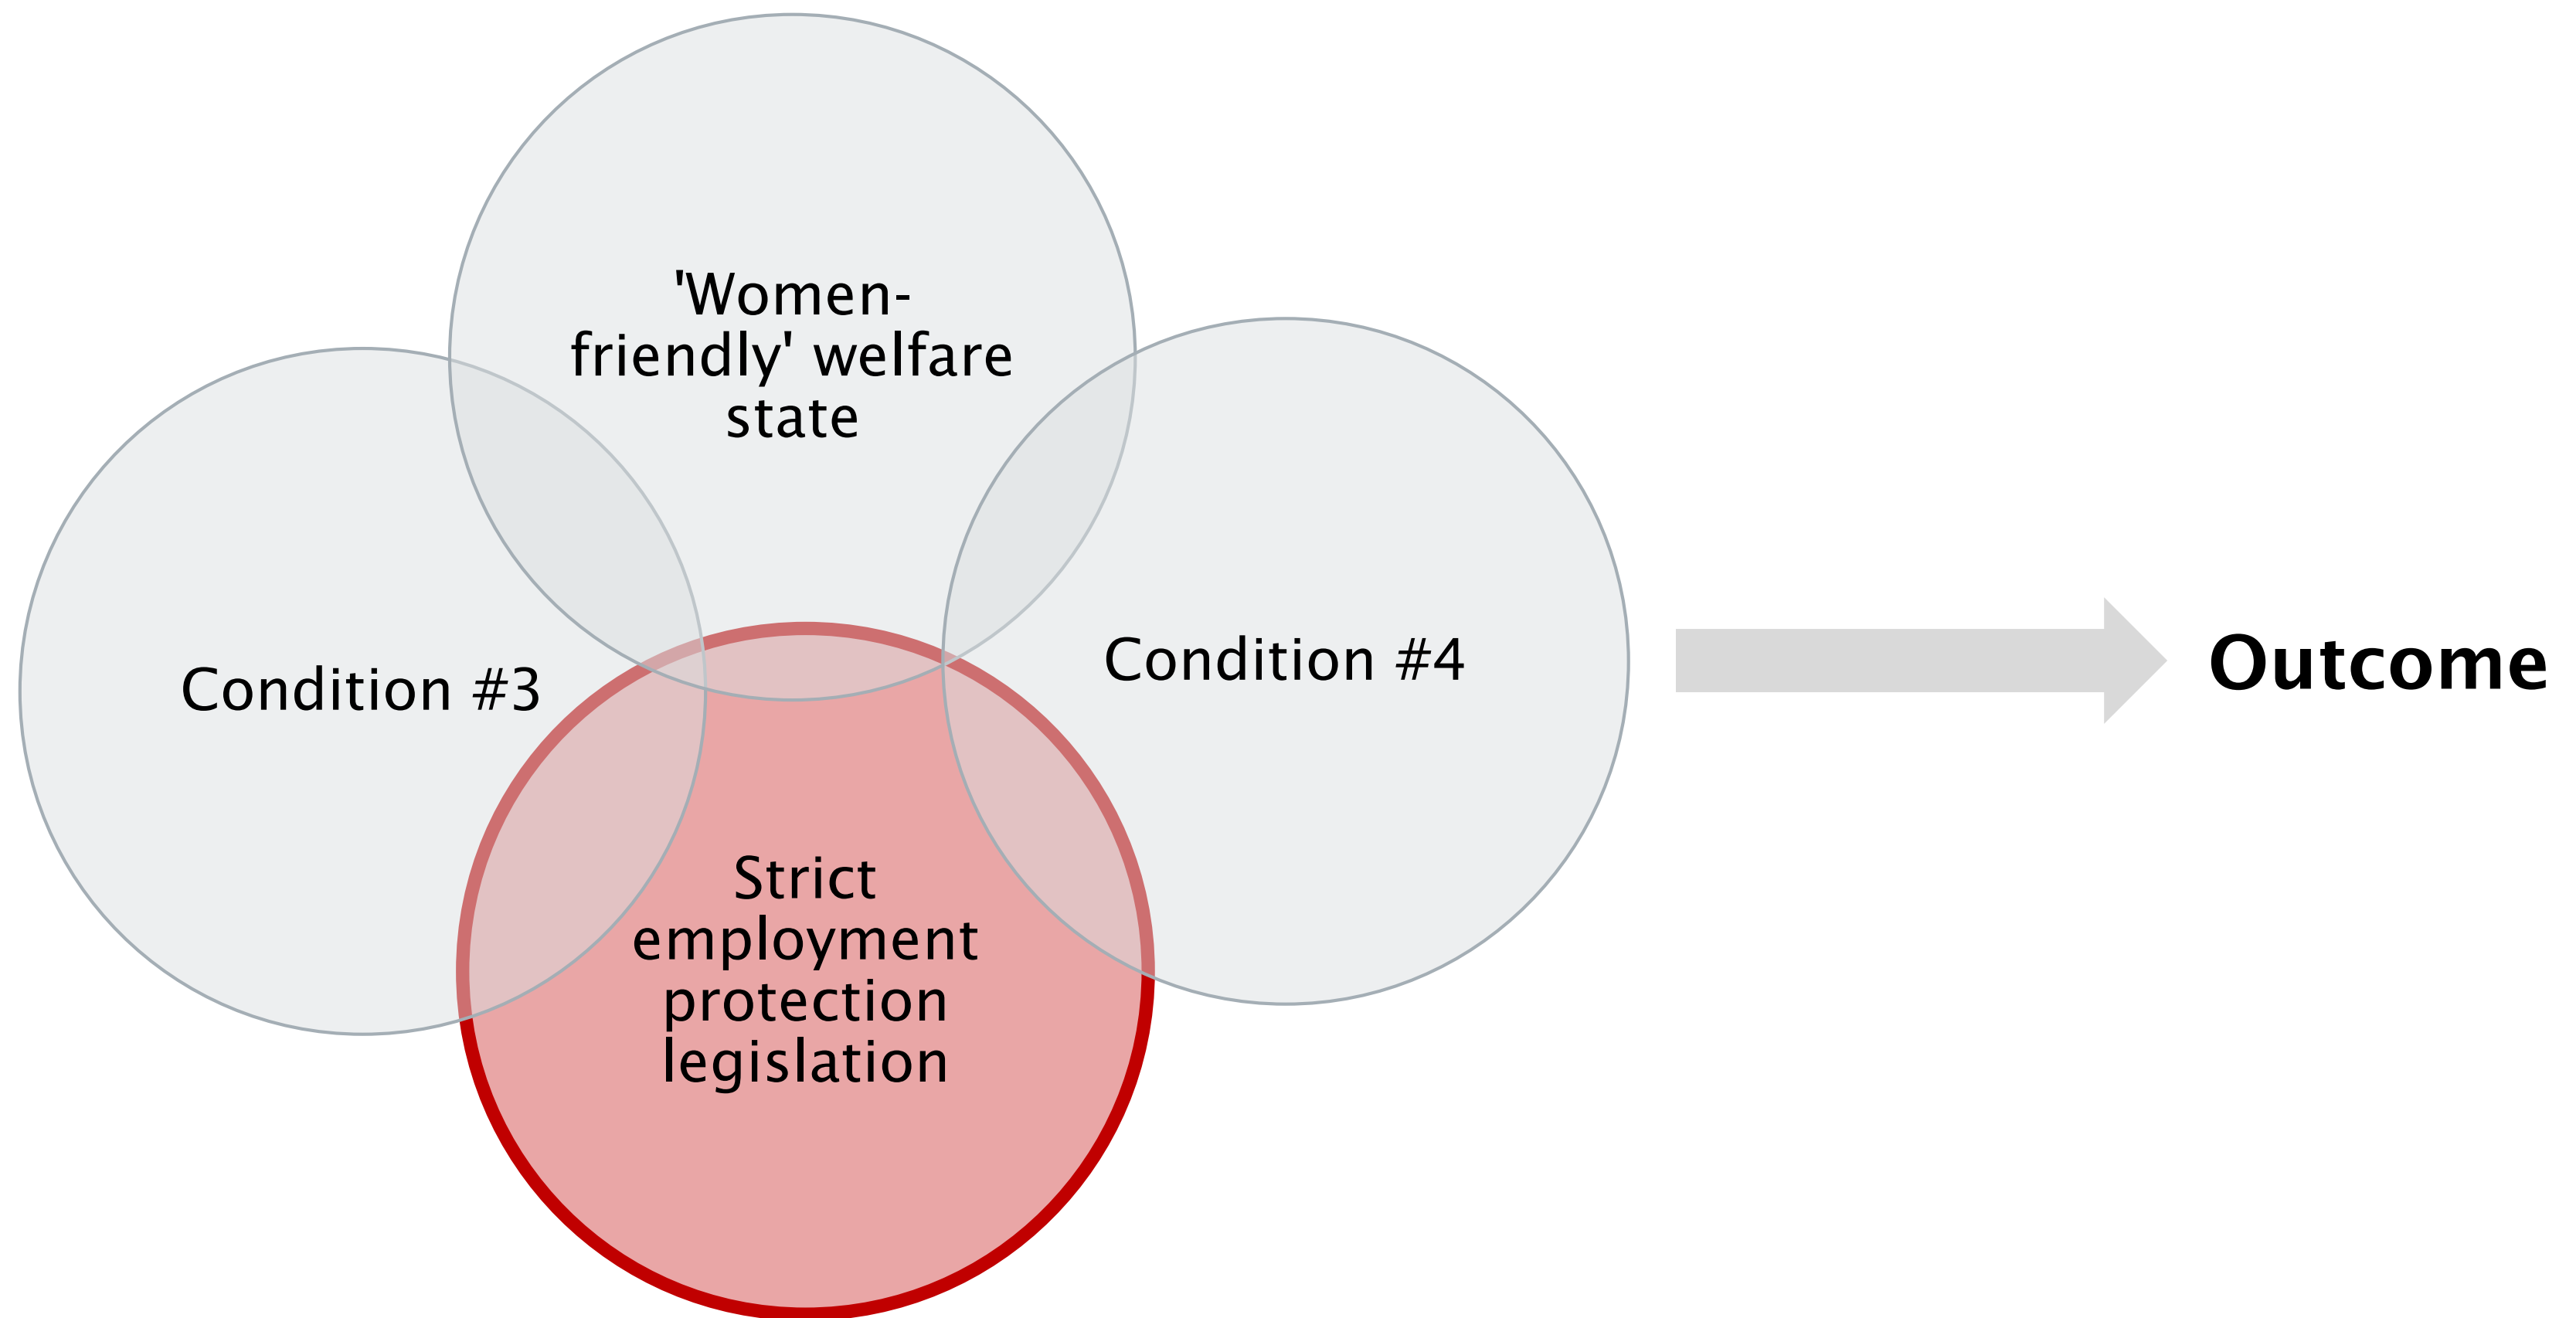 'Women-
friendly' welfare
state
Condition #3
Condition #4
Strict
employment
protection
legislation
Outcome